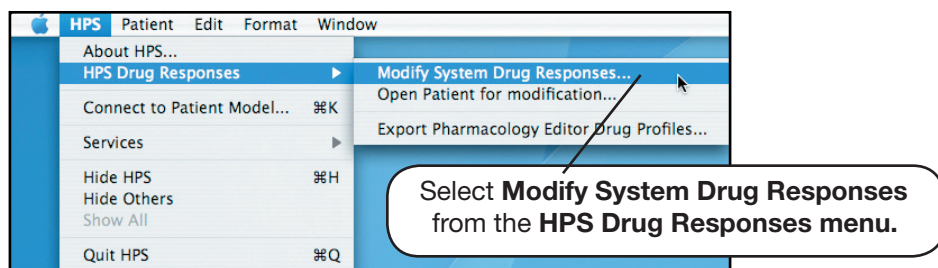 HPS Patient Edit Format Window
About HPS...
HPS Drug Responses
Connect to Patient Model... ⌘K
Services
Hide HPS ⌘H
Hide Others
Show All
Quit HPS ⌘Q
Modify System Drug Responses...
Open Patient for modification...
Export Pharmacology Editor Drug Profiles...
Select Modify System Drug Responses
from the HPS Drug Responses menu.